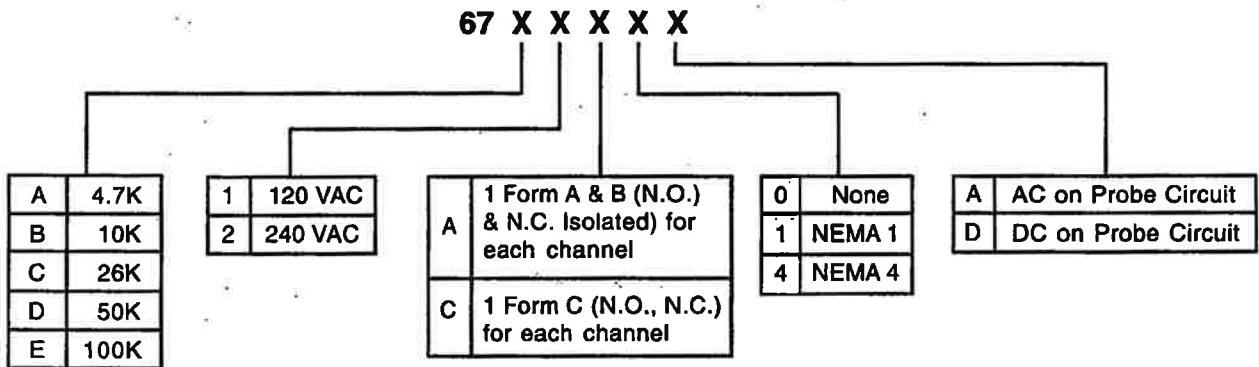 67 X X X X X
A 4.7K
B 10K
C 26K
D 50K
E 100K
1 120 VAC
2 240 VAC
A 1 Form A & B (N.O.)
& N.C. Isolated) for
each channel
C 1 Form C (N.O., N.C.)
for each channel
0 None
1 NEMA 1
4 NEMA 4
A AC on Probe Circuit
D DC on Probe Circuit